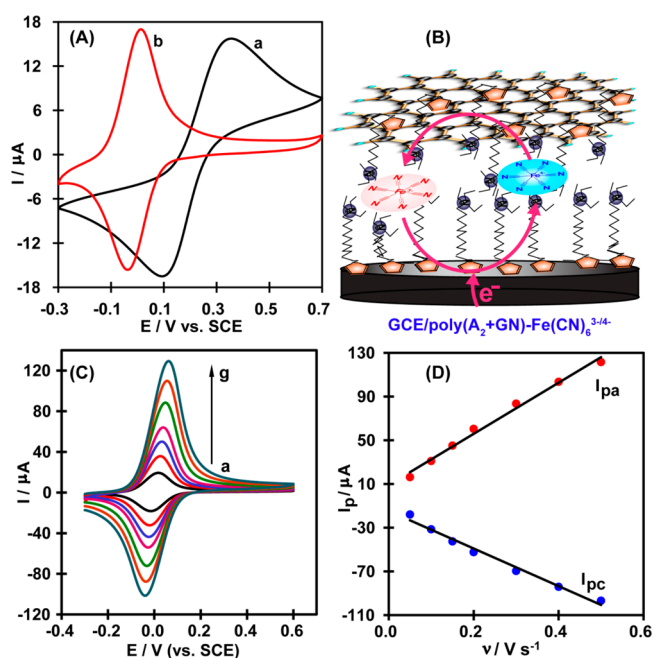 (A)
b
a
18
12
6
0
-6
-12
-18
-0.3
-0.1
0.1
0.3
0.5
0.7
I / µA
E / V vs. SCE
(B)
e⁻
GCE/poly(A₂+GN)-Fe(CN)₆³⁻/⁴⁻
(C)
g
a
120
80
40
0
-40
-80
-120
-0.4
-0.2
0.0
0.2
0.4
0.6
I / µA
E / V (vs. SCE)
(D)
Iₚₐ
Iₚc
130
90
50
10
-30
-70
-110
0.0
0.2
0.4
0.6
Iₚ/ µA
ν / V s⁻¹